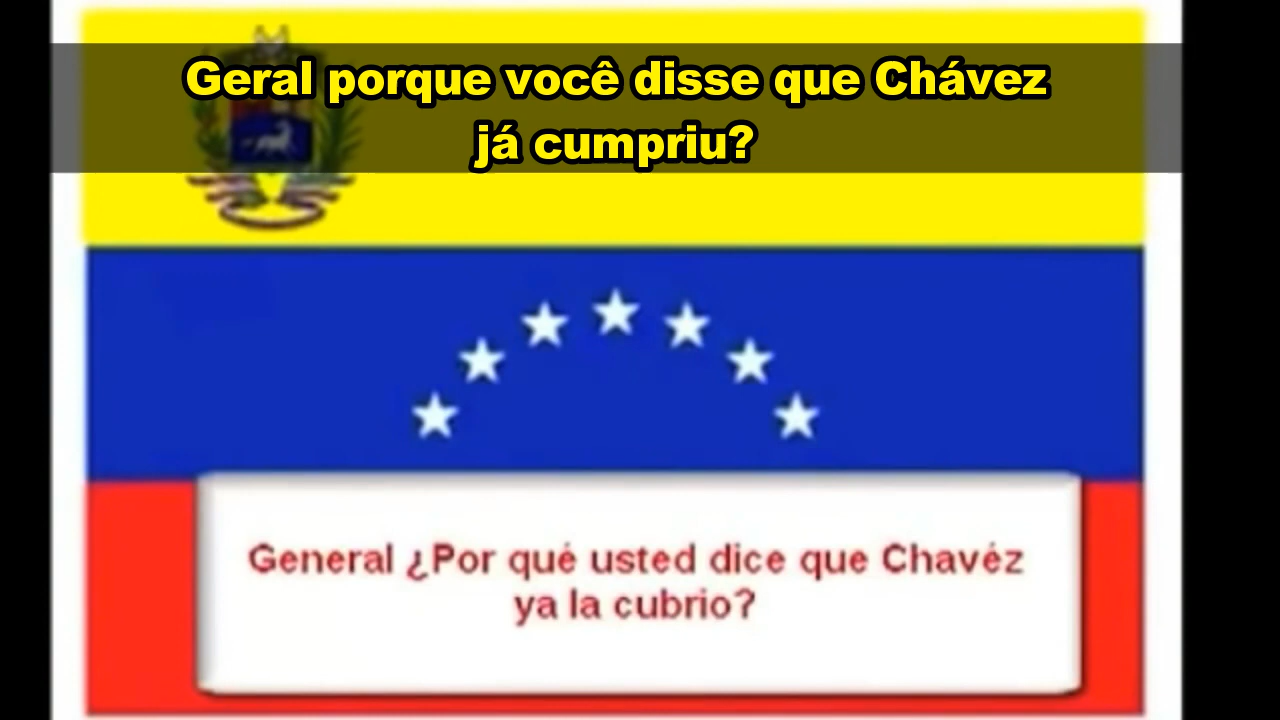 Geral porque você disse que Chávez
já cumpriu?
General ¿Por qué usted dice que Chavéz
ya la cubrio?